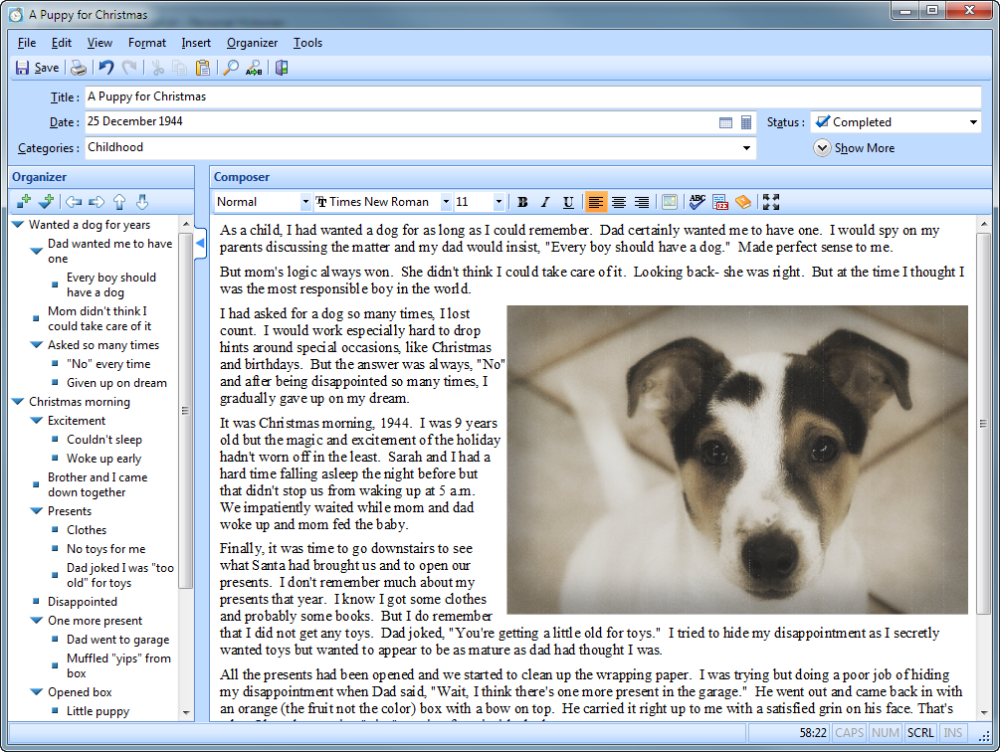 A Puppy for Christmas
File Edit View Format Insert Organizer Tools
Save
Title : A Puppy for Christmas
Date : 25 December 1944 Status : Completed
Categories : Childhood Show More
Organizer
Wanted a dog for years
Dad wanted me to have
one
Every boy should
have a dog
Mom didn't think I
could take care of it
Asked so many times
"No" every time
Given up on dream
Christmas morning
Excitement
Couldn't sleep
Woke up early
Brother and I came
down together
Presents
Clothes
No toys for me
Dad joked I was "too
old" for toys
Disappointed
One more present
Dad went to garage
Muffled "yips" from
box
Opened box
Little puppy
Composer
Normal Times New Roman 11 B I U ABC
As a child, I had wanted a dog for as long as I could remember.  Dad certainly wanted me to have one.  I would spy on my
parents discussing the matter and my dad would insist, "Every boy should have a dog."  Made perfect sense to me.
But mom's logic always won.  She didn't think I could take care of it.  Looking back- she was right.  But at the time I thought I
was the most responsible boy in the world.
I had asked for a dog so many times, I lost
count.  I would work especially hard to drop
hints around special occasions, like Christmas
and birthdays.  But the answer was always, "No"
and after being disappointed so many times, I
gradually gave up on my dream.
It was Christmas morning, 1944.  I was 9 years
old but the magic and excitement of the holiday
hadn't worn off in the least.  Sarah and I had a
hard time falling asleep the night before but
that didn't stop us from waking up at 5 a.m.
We impatiently waited while mom and dad
woke up and mom fed the baby.
Finally, it was time to go downstairs to see
what Santa had brought us and to open our
presents.  I don't remember much about my
presents that year.  I know I got some clothes
and probably some books.  But I do remember
that I did not get any toys.  Dad joked, "You're getting a little old for toys."  I tried to hide my disappointment as I secretly
wanted toys but wanted to appear to be as mature as dad had thought I was.
All the presents had been opened and we started to clean up the wrapping paper.  I was trying but doing a poor job of hiding
my disappointment when Dad said, "Wait, I think there's one more present in the garage."  He went out and came back in with
an orange (the fruit not the color) box with a bow on top.  He carried it right up to me with a satisfied grin on his face. That's
58:22 CAPS NUM SCRL INS